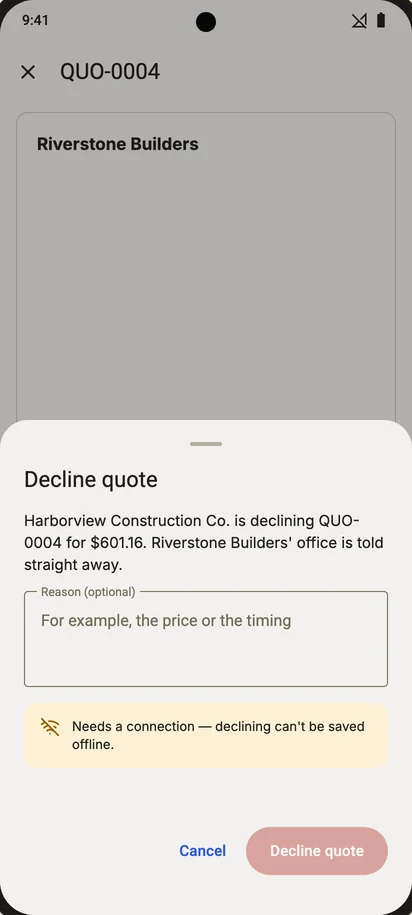 9:41
QUO-0004
Riverstone Builders
Decline quote
Harborview Construction Co. is declining QUO-
0004 for $601.16. Riverstone Builders' office is told
straight away.
Reason (optional)
For example, the price or the timing
Needs a connection — declining can't be saved
offline.
Cancel
Decline quote